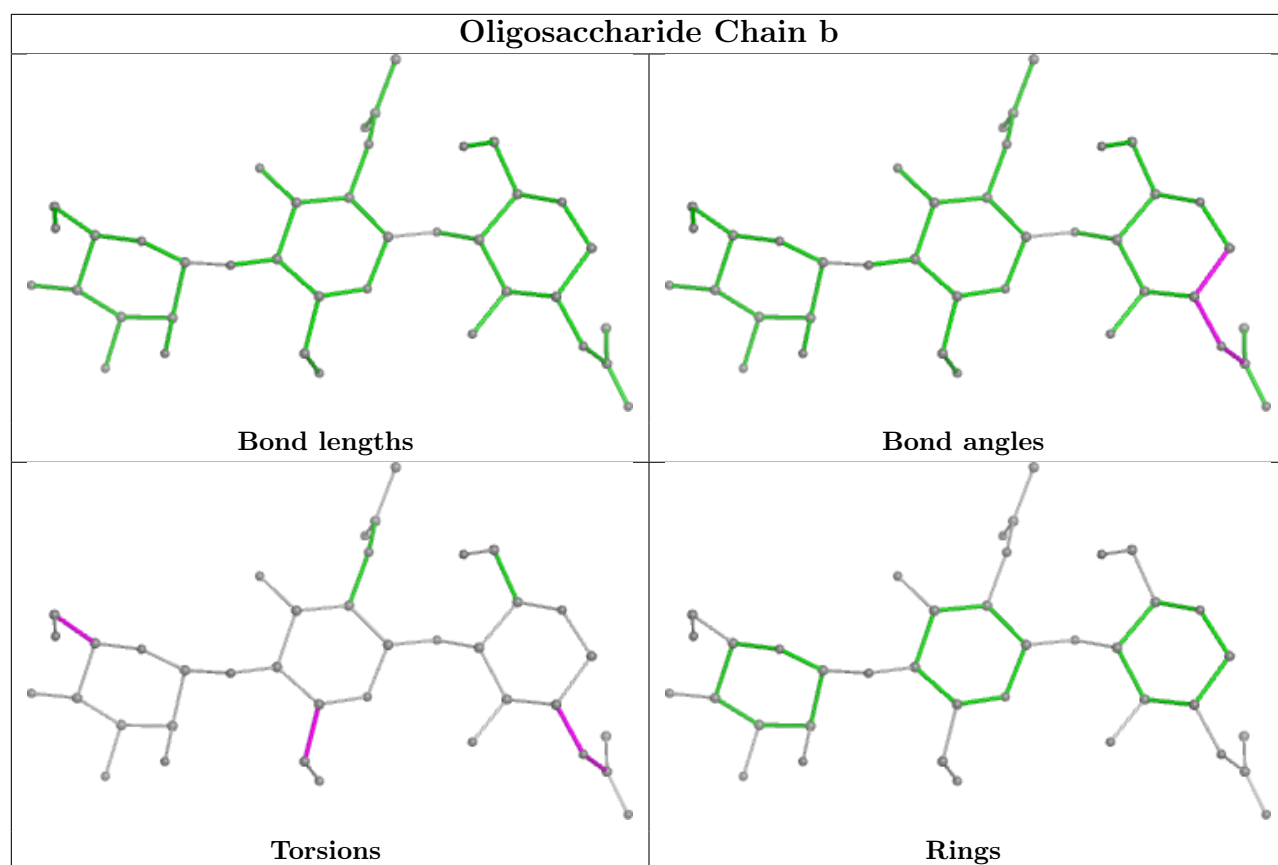 Oligosaccharide Chain b
Bond lengths
Bond angles
Torsions
Rings